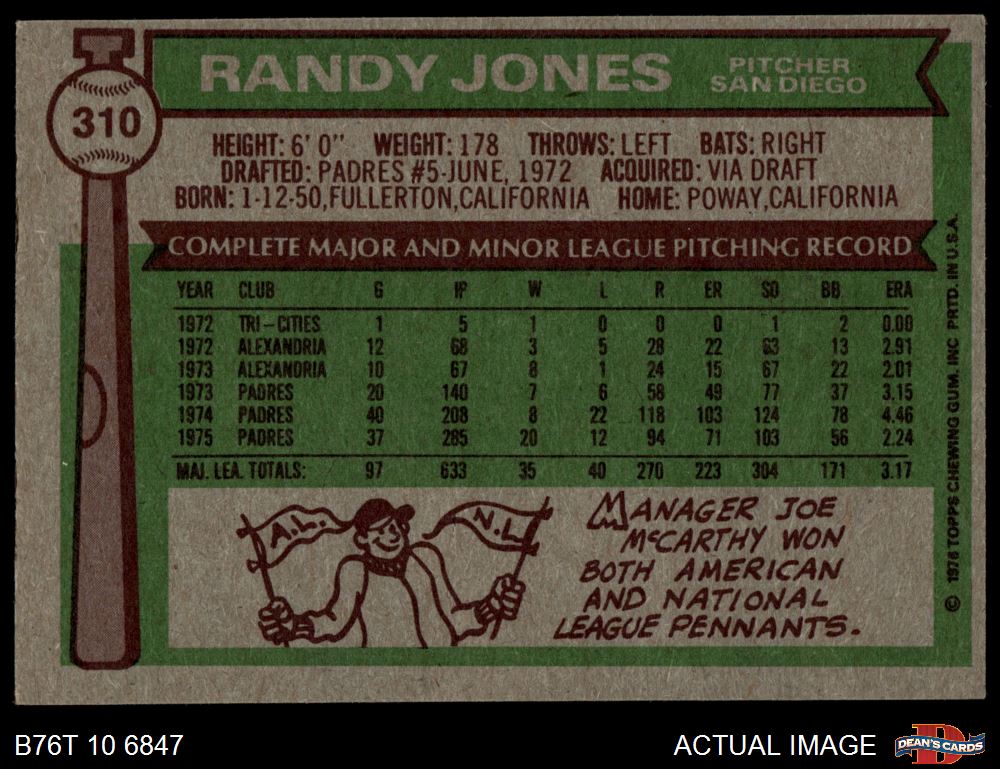 RANDY JONES
PITCHER
SAN DIEGO
310
HEIGHT: 6' 0" WEIGHT: 178 THROWS: LEFT BATS: RIGHT
DRAFTED: PADRES #5-JUNE, 1972 ACQUIRED: VIA DRAFT
BORN: 1-12-50, FULLERTON, CALIFORNIA HOME: POWAY, CALIFORNIA
COMPLETE MAJOR AND MINOR LEAGUE PITCHING RECORD
YEAR CLUB G IP W L R ER SO BB ERA
1972 TRI-CITIES 1 5 1 0 0 0 1 2 0.00
1972 ALEXANDRIA 12 68 3 5 28 22 63 13 2.91
1973 ALEXANDRIA 10 67 8 1 24 15 67 22 2.01
1973 PADRES 20 140 7 6 58 49 77 37 3.15
1974 PADRES 40 208 8 22 118 103 124 78 4.46
1975 PADRES 37 285 20 12 94 71 103 56 2.24
MAJ. LEA. TOTALS: 97 633 35 40 270 223 304 171 3.17
A.L.
N.L.
MANAGER JOE
McCARTHY WON
BOTH AMERICAN
AND NATIONAL
LEAGUE PENNANTS.
© 1976 TOPPS CHEWING GUM, INC PRTD. IN U.S.A.
B76T 10 6847
ACTUAL IMAGE
D
DEAN'S CARDS